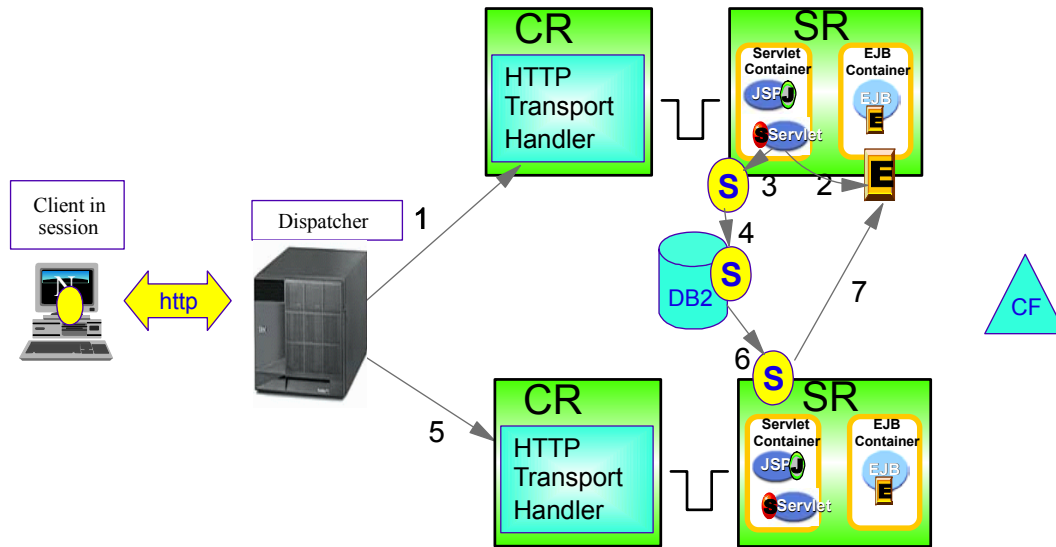 CR
HTTP
Transport
Handler
SR
Servlet
Container
JSP J
S Servlet
EJB
Container
EJB
E
E
S
3
2
Client in
session
Dispatcher
1
4
S
DB2
7
N
http
CF
6
S
5
CR
HTTP
Transport
Handler
SR
Servlet
Container
JSP J
S Servlet
EJB
Container
EJB
E